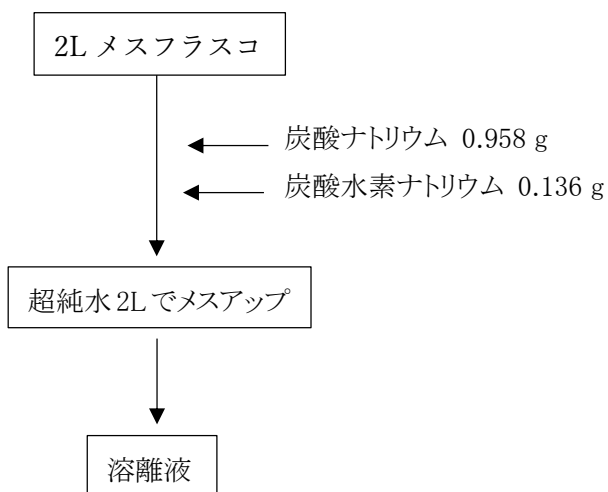 2L メスフラスコ
炭酸ナトリウム 0.958 g
炭酸水素ナトリウム 0.136 g
超純水 2L でメスアップ
溶離液